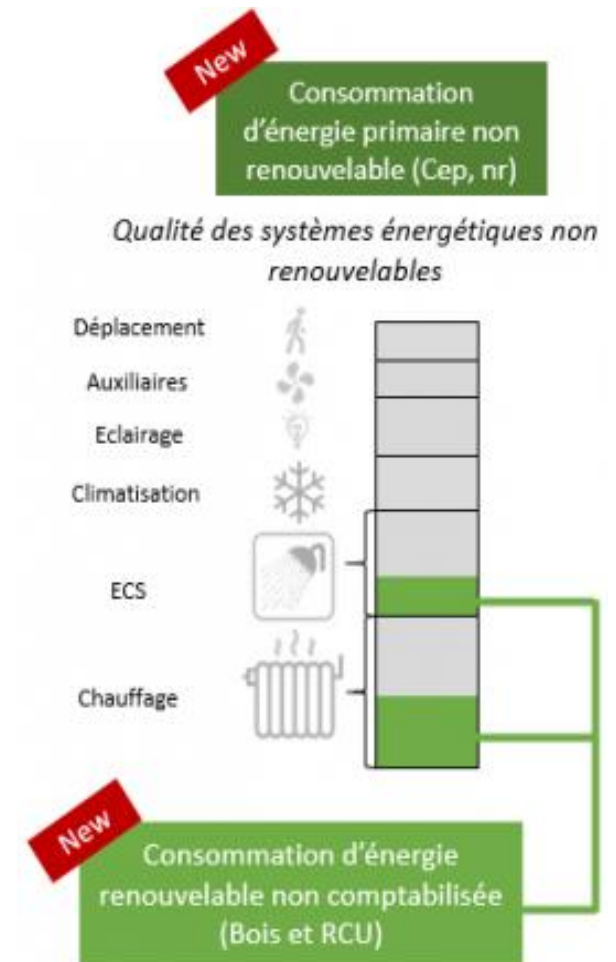 New
Consommation
d'énergie primaire non
renouvelable (Cep, nr)
Qualité des systèmes énergétiques non
renouvelables
Déplacement
Auxiliaires
Eclairage
Climatisation
ECS
Chauffage
New
Consommation d'énergie
renouvelable non comptabilisée
(Bois et RCU)